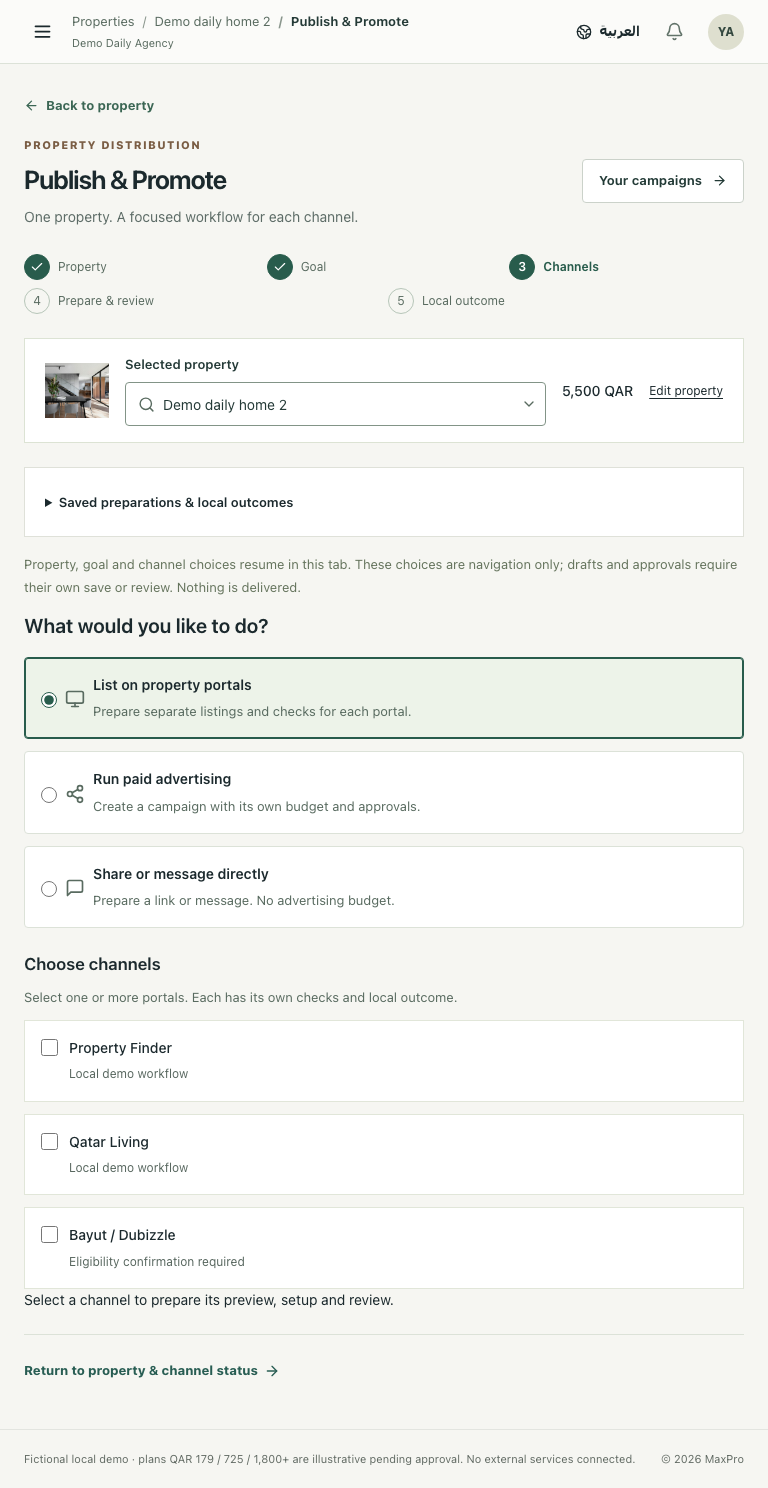 Properties / Demo daily home 2 / Publish & Promote
Demo Daily Agency
العربية
YA
Back to property
PROPERTY DISTRIBUTION
Publish & Promote
Your campaigns
One property. A focused workflow for each channel.
Property
Goal
3 Channels
4 Prepare & review
5 Local outcome
Selected property
Demo daily home 2
5,500 QAR
Edit property
Saved preparations & local outcomes
Property, goal and channel choices resume in this tab. These choices are navigation only; drafts and approvals require
their own save or review. Nothing is delivered.
What would you like to do?
List on property portals
Prepare separate listings and checks for each portal.
Run paid advertising
Create a campaign with its own budget and approvals.
Share or message directly
Prepare a link or message. No advertising budget.
Choose channels
Select one or more portals. Each has its own checks and local outcome.
Property Finder
Local demo workflow
Qatar Living
Local demo workflow
Bayut / Dubizzle
Eligibility confirmation required
Select a channel to prepare its preview, setup and review.
Return to property & channel status
Fictional local demo · plans QAR 179 / 725 / 1,800+ are illustrative pending approval. No external services connected.
© 2026 MaxPro